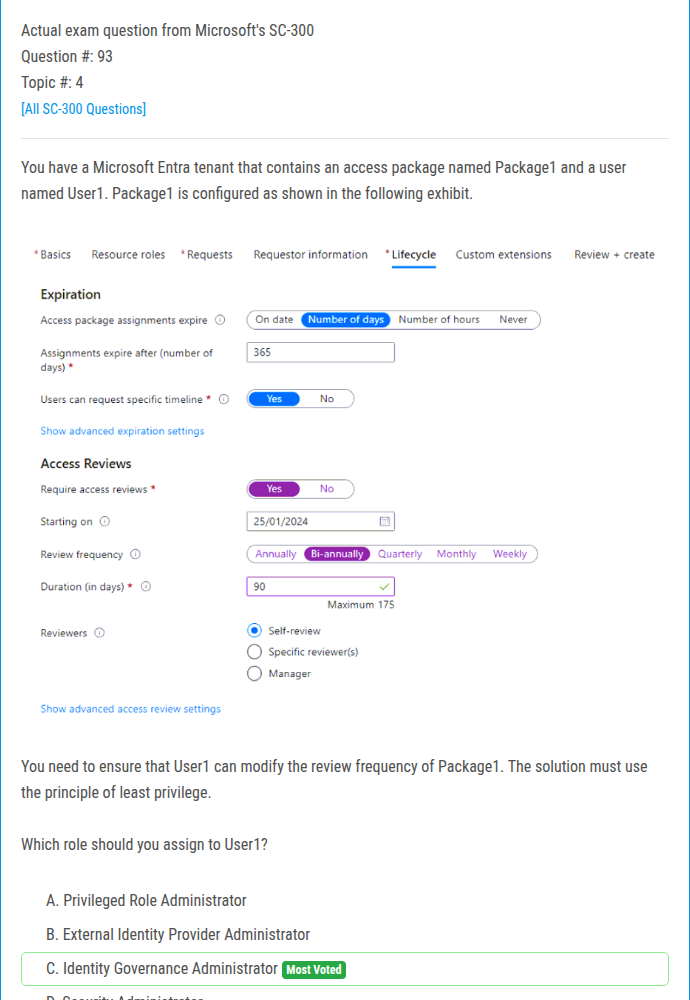 Actual exam question from Microsoft's SC-300
Question #: 93
Topic #: 4
[All SC-300 Questions]
You have a Microsoft Entra tenant that contains an access package named Package1 and a user
named User1. Package1 is configured as shown in the following exhibit.
* Basics Resource roles * Requests Requestor information * Lifecycle Custom extensions Review + create
Expiration
Access package assignments expire On date Number of days Number of hours Never
Assignments expire after (number of
days) * 365
Users can request specific timeline * Yes No
Show advanced expiration settings
Access Reviews
Require access reviews * Yes No
Starting on 25/01/2024
Review frequency Annually Bi-annually Quarterly Monthly Weekly
Duration (in days) * 90
Maximum 175
Reviewers Self-review
Specific reviewer(s)
Manager
Show advanced access review settings
You need to ensure that User1 can modify the review frequency of Package1. The solution must use
the principle of least privilege.
Which role should you assign to User1?
A. Privileged Role Administrator
B. External Identity Provider Administrator
C. Identity Governance Administrator Most Voted